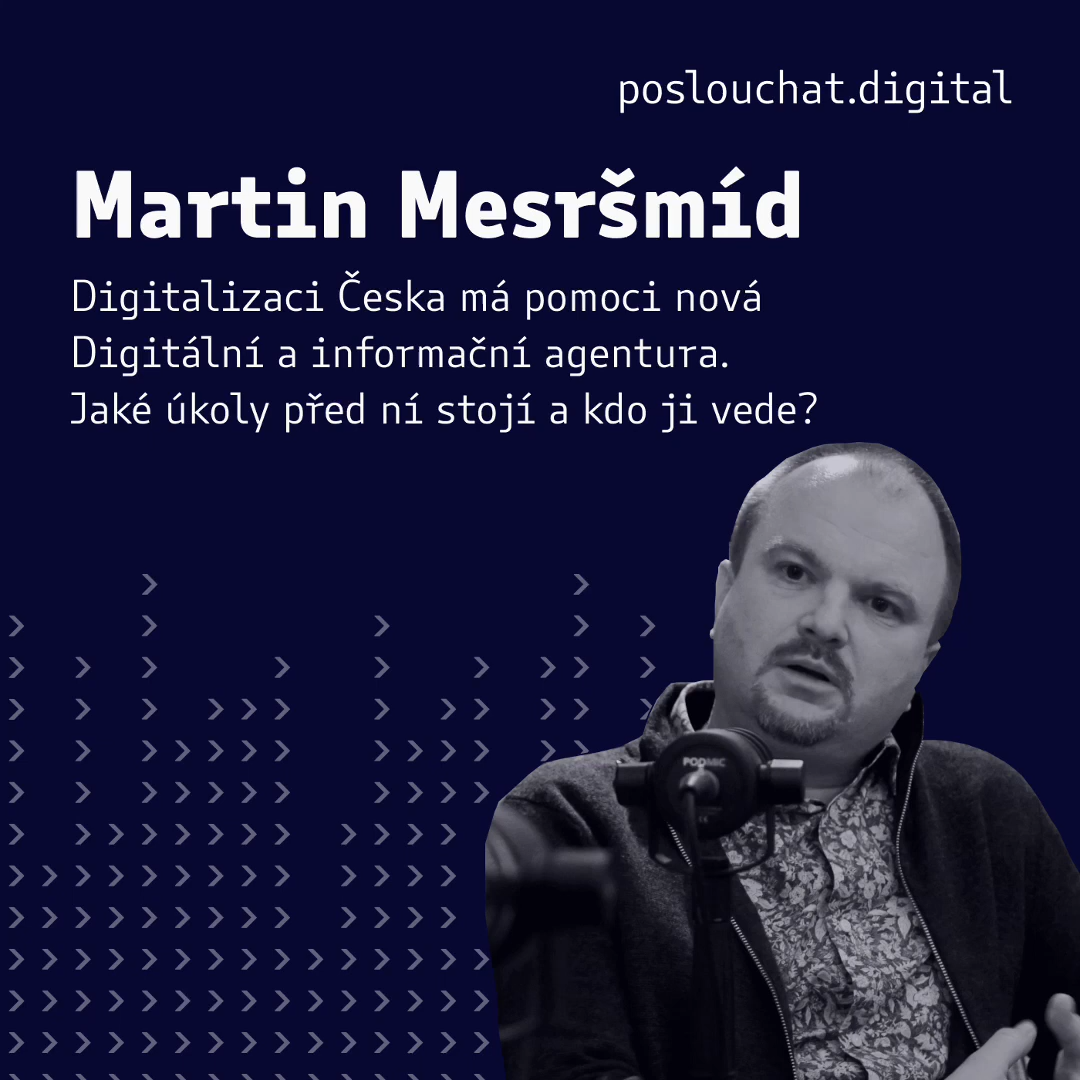 poslouchat.digital
Martin Mesršmíd
Digitalizaci Česka má pomoci nová
Digitální a informační agentura.
Jaké úkoly před ní stojí a kdo ji vede?
PODMIC